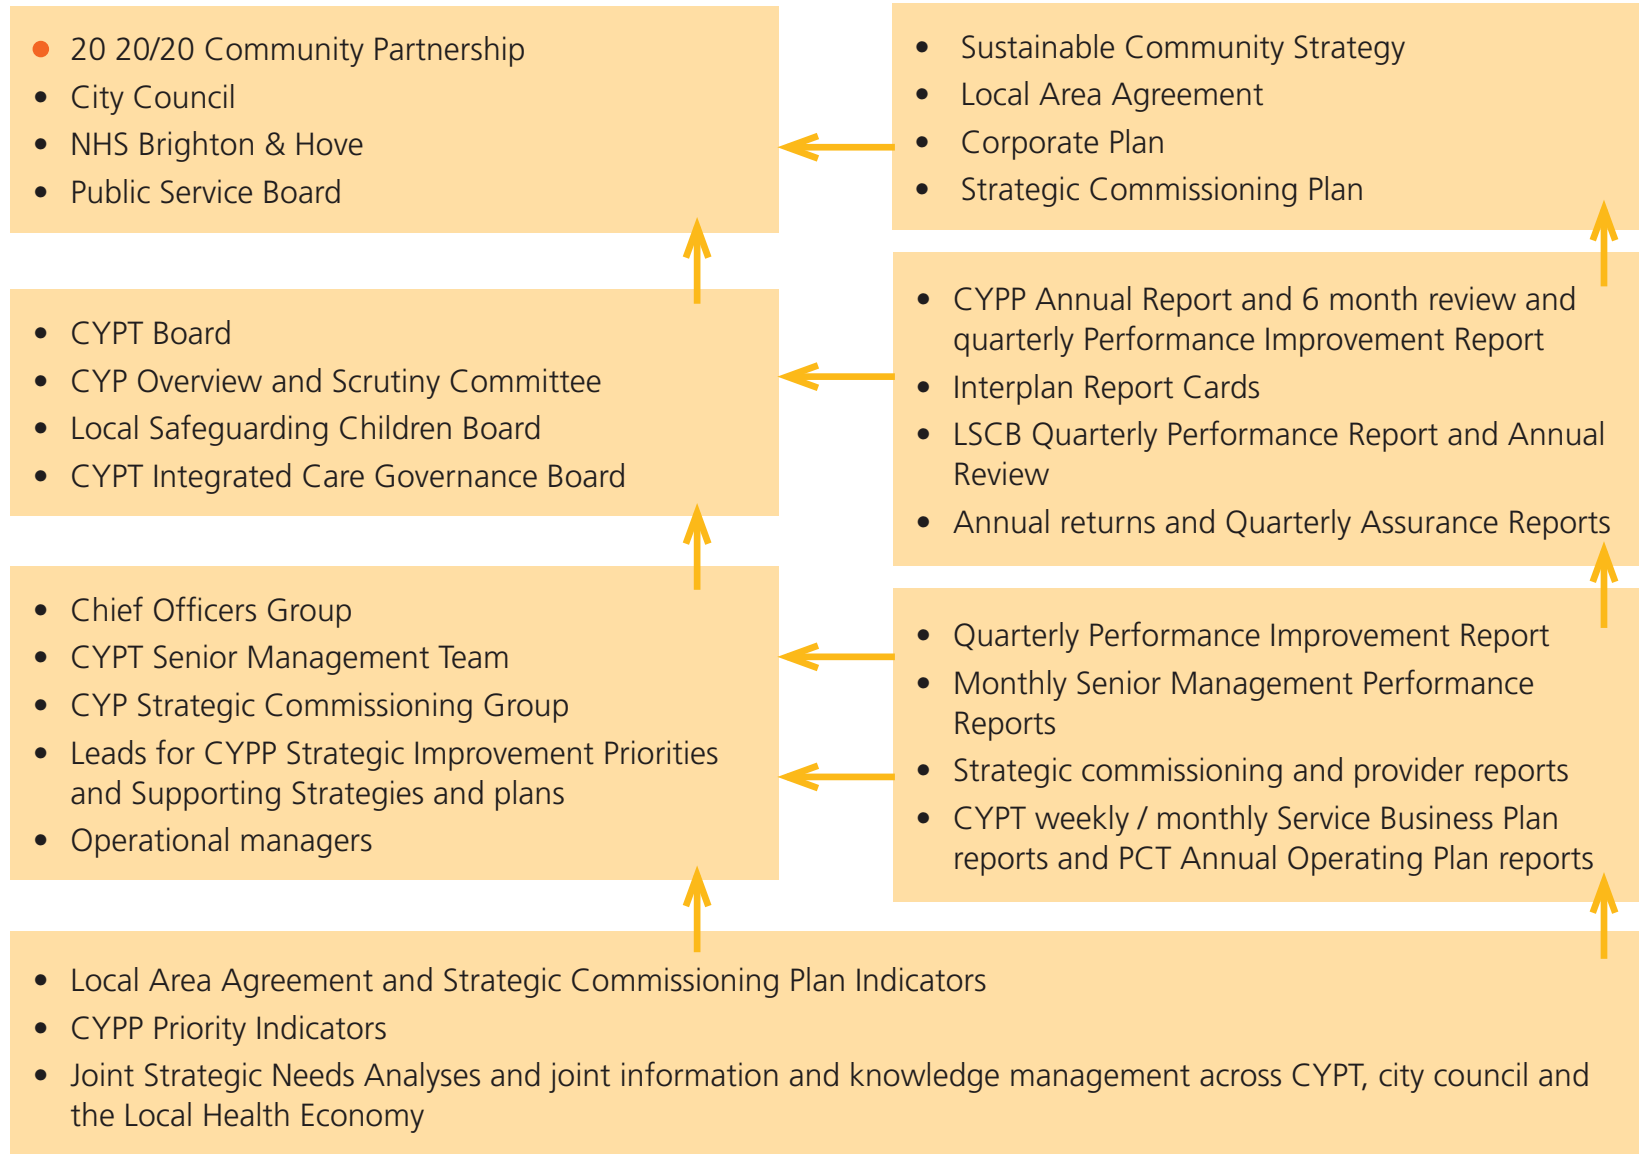 • 20 20/20 Community Partnership
• City Council
• NHS Brighton & Hove
• Public Service Board
• Sustainable Community Strategy
• Local Area Agreement
• Corporate Plan
• Strategic Commissioning Plan
• CYPT Board
• CYP Overview and Scrutiny Committee
• Local Safeguarding Children Board
• CYPT Integrated Care Governance Board
• CYPP Annual Report and 6 month review and
quarterly Performance Improvement Report
• Interplan Report Cards
• LSCB Quarterly Performance Report and Annual
Review
• Annual returns and Quarterly Assurance Reports
• Chief Officers Group
• CYPT Senior Management Team
• CYP Strategic Commissioning Group
• Leads for CYPP Strategic Improvement Priorities
and Supporting Strategies and plans
• Operational managers
• Quarterly Performance Improvement Report
• Monthly Senior Management Performance
Reports
• Strategic commissioning and provider reports
• CYPT weekly / monthly Service Business Plan
reports and PCT Annual Operating Plan reports
• Local Area Agreement and Strategic Commissioning Plan Indicators
• CYPP Priority Indicators
• Joint Strategic Needs Analyses and joint information and knowledge management across CYPT, city council and
the Local Health Economy